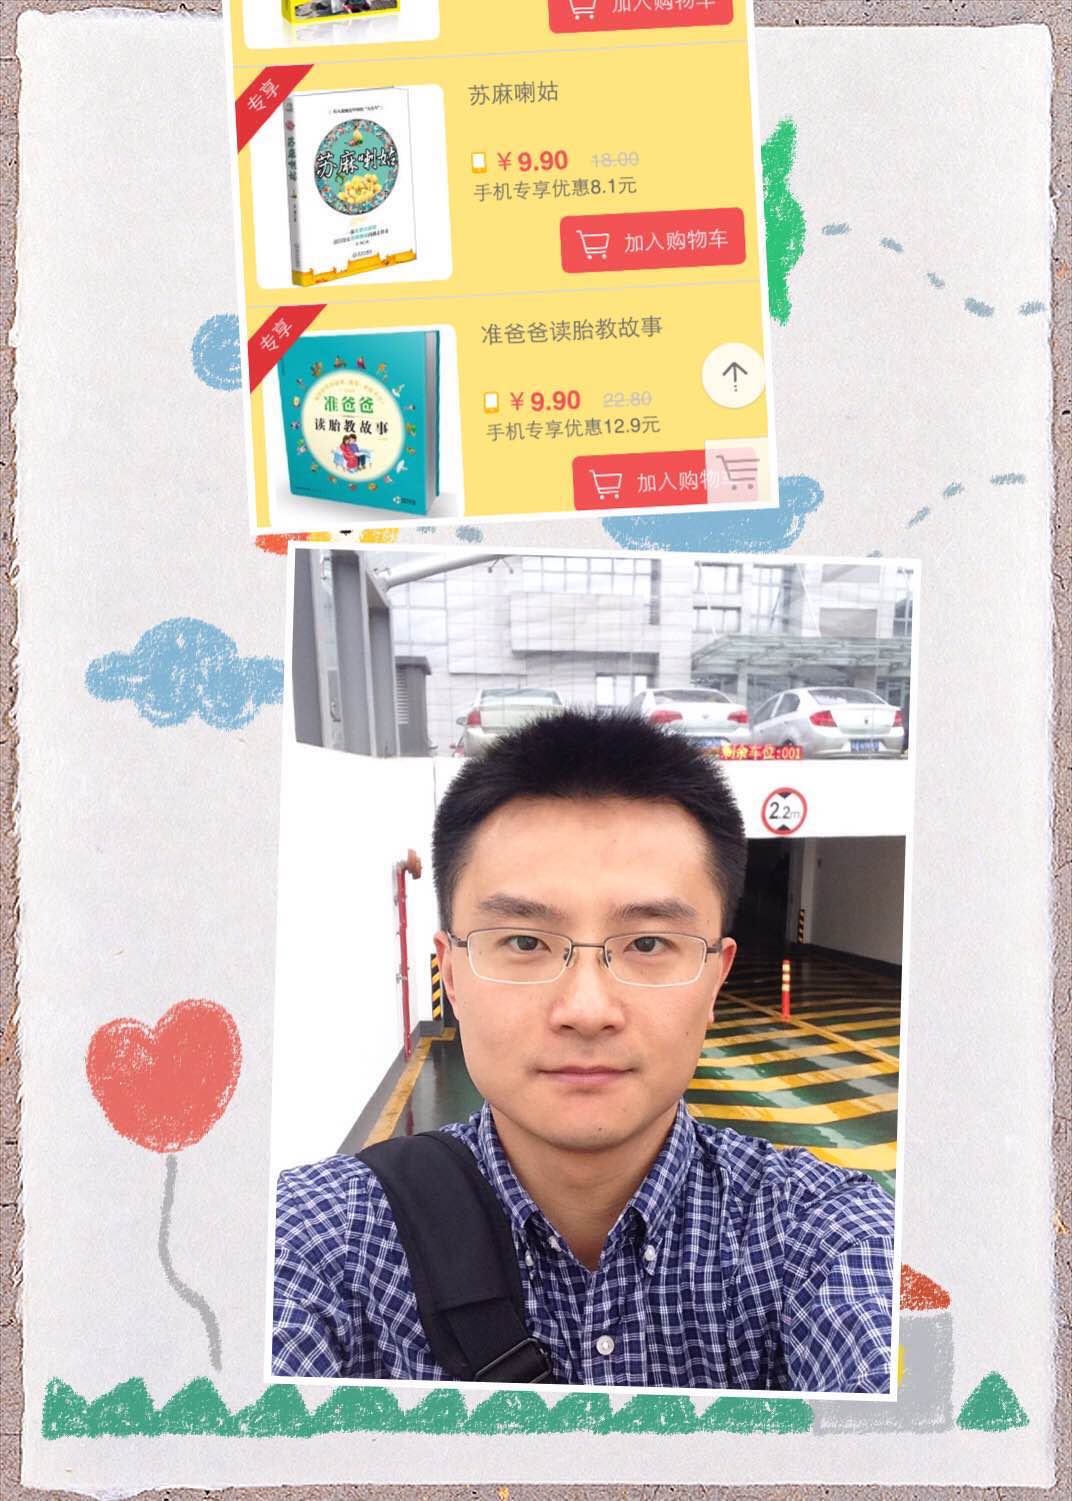 加入购物车
专享
苏麻喇姑
苏麻喇姑
苏麻喇姑
¥9.90 18.00
手机专享优惠8.1元
加入购物车
专享
准爸爸读胎教故事
准爸爸
读胎教故事
¥9.90 22.80
手机专享优惠12.9元
加入购物车
剩余车位:001
2.2m